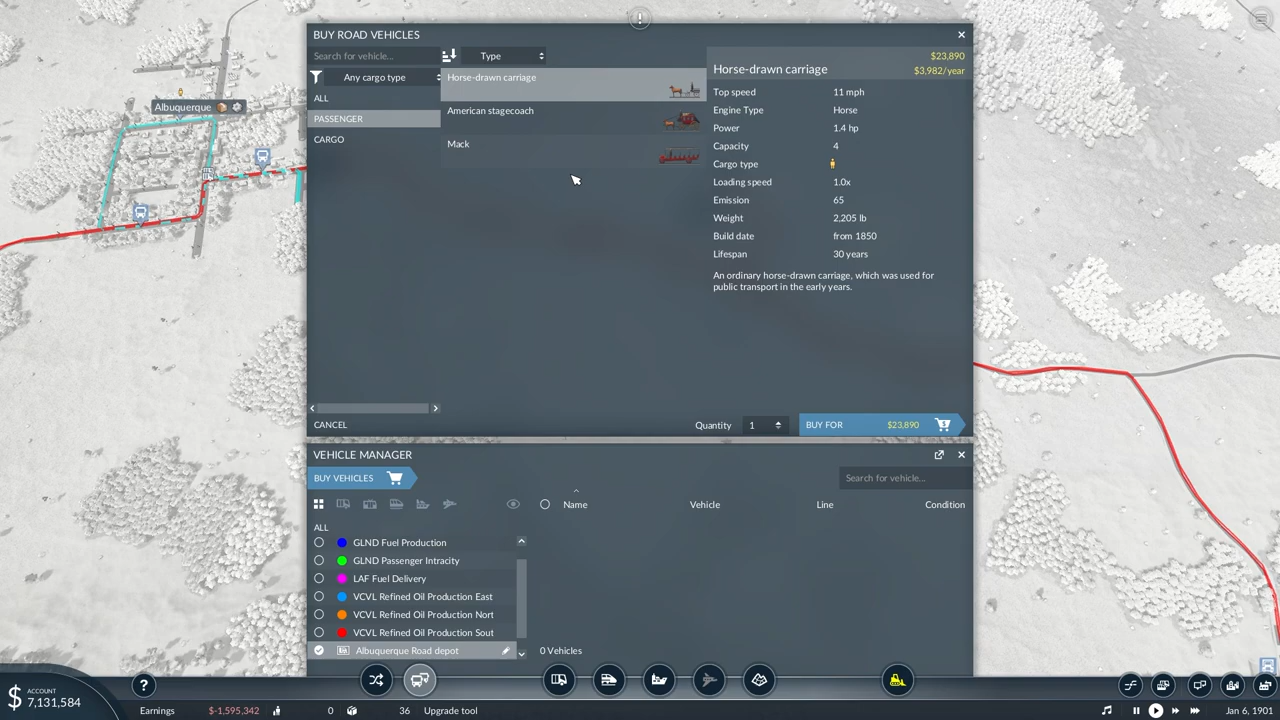 BUY ROAD VEHICLES
Search for vehicle...
Type
Any cargo type
ALL
PASSENGER
CARGO
Horse-drawn carriage
American stagecoach
Mack
$23,890
Horse-drawn carriage
$3,982/year
Top speed 11 mph
Engine Type Horse
Power 1.4 hp
Capacity 4
Cargo type
Loading speed 1.0x
Emission 65
Weight 2,205 lb
Build date from 1850
Lifespan 30 years
An ordinary horse-drawn carriage, which was used for
public transport in the early years.
CANCEL
Quantity 1
BUY FOR $23,890
Albuquerque
VEHICLE MANAGER
BUY VEHICLES
Search for vehicle...
Name Vehicle Line Condition
ALL
GLND Fuel Production
GLND Passenger Intracity
LAF Fuel Delivery
VCVL Refined Oil Production East
VCVL Refined Oil Production Nort
VCVL Refined Oil Production Sout
Albuquerque Road depot
0 Vehicles
$ ACCOUNT
7,131,584
?
Earnings $-1,595,342 0 36 Upgrade tool
Jan 6, 1901